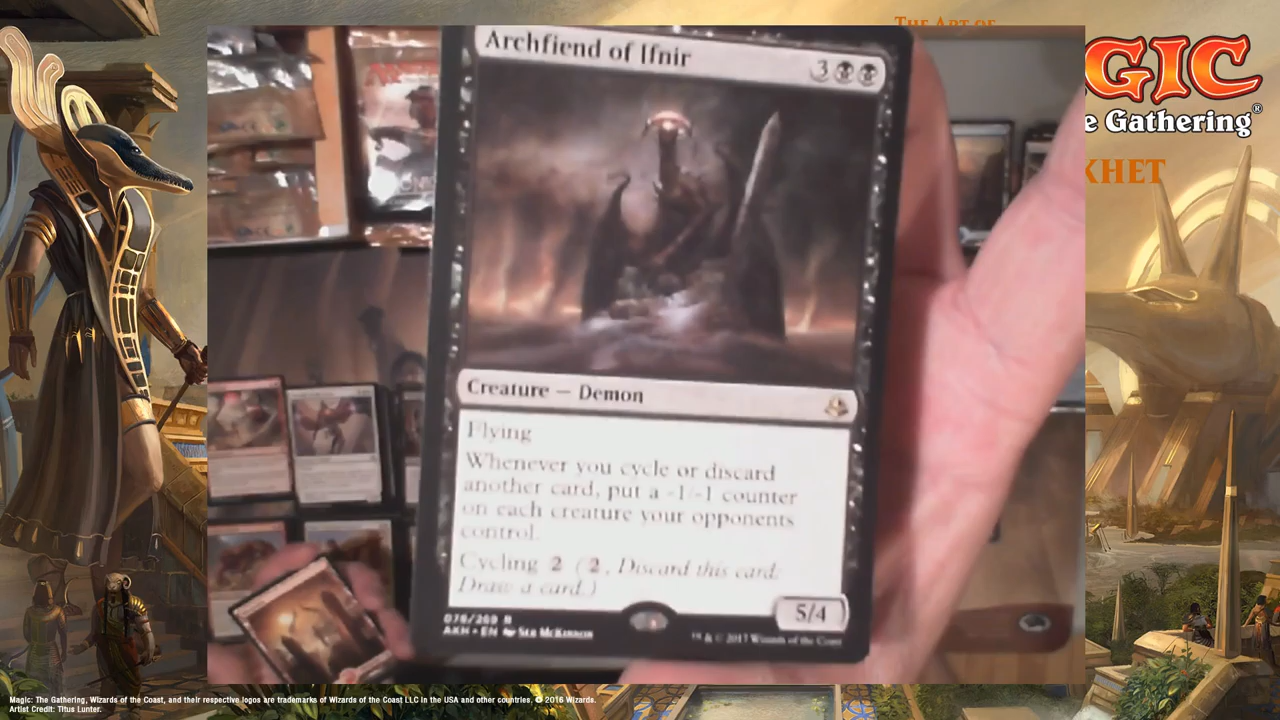 THE ART OF
GIC
e Gathering®
KHET
Archfiend of Ifnir
3
Creature — Demon
Flying
Whenever you cycle or discard
another card, put a -1/-1 counter
on each creature your opponents
control.
Cycling 2 (2, Discard this card:
Draw a card.)
5/4
078/269 R
AKH • EN Seb McKinnon
™ & © 2017 Wizards of the Coast
Magic: The Gathering, Wizards of the Coast, and their respective logos are trademarks of Wizards of the Coast LLC in the USA and other countries. © 2016 Wizards.
Artist Credit: Titus Lunter.